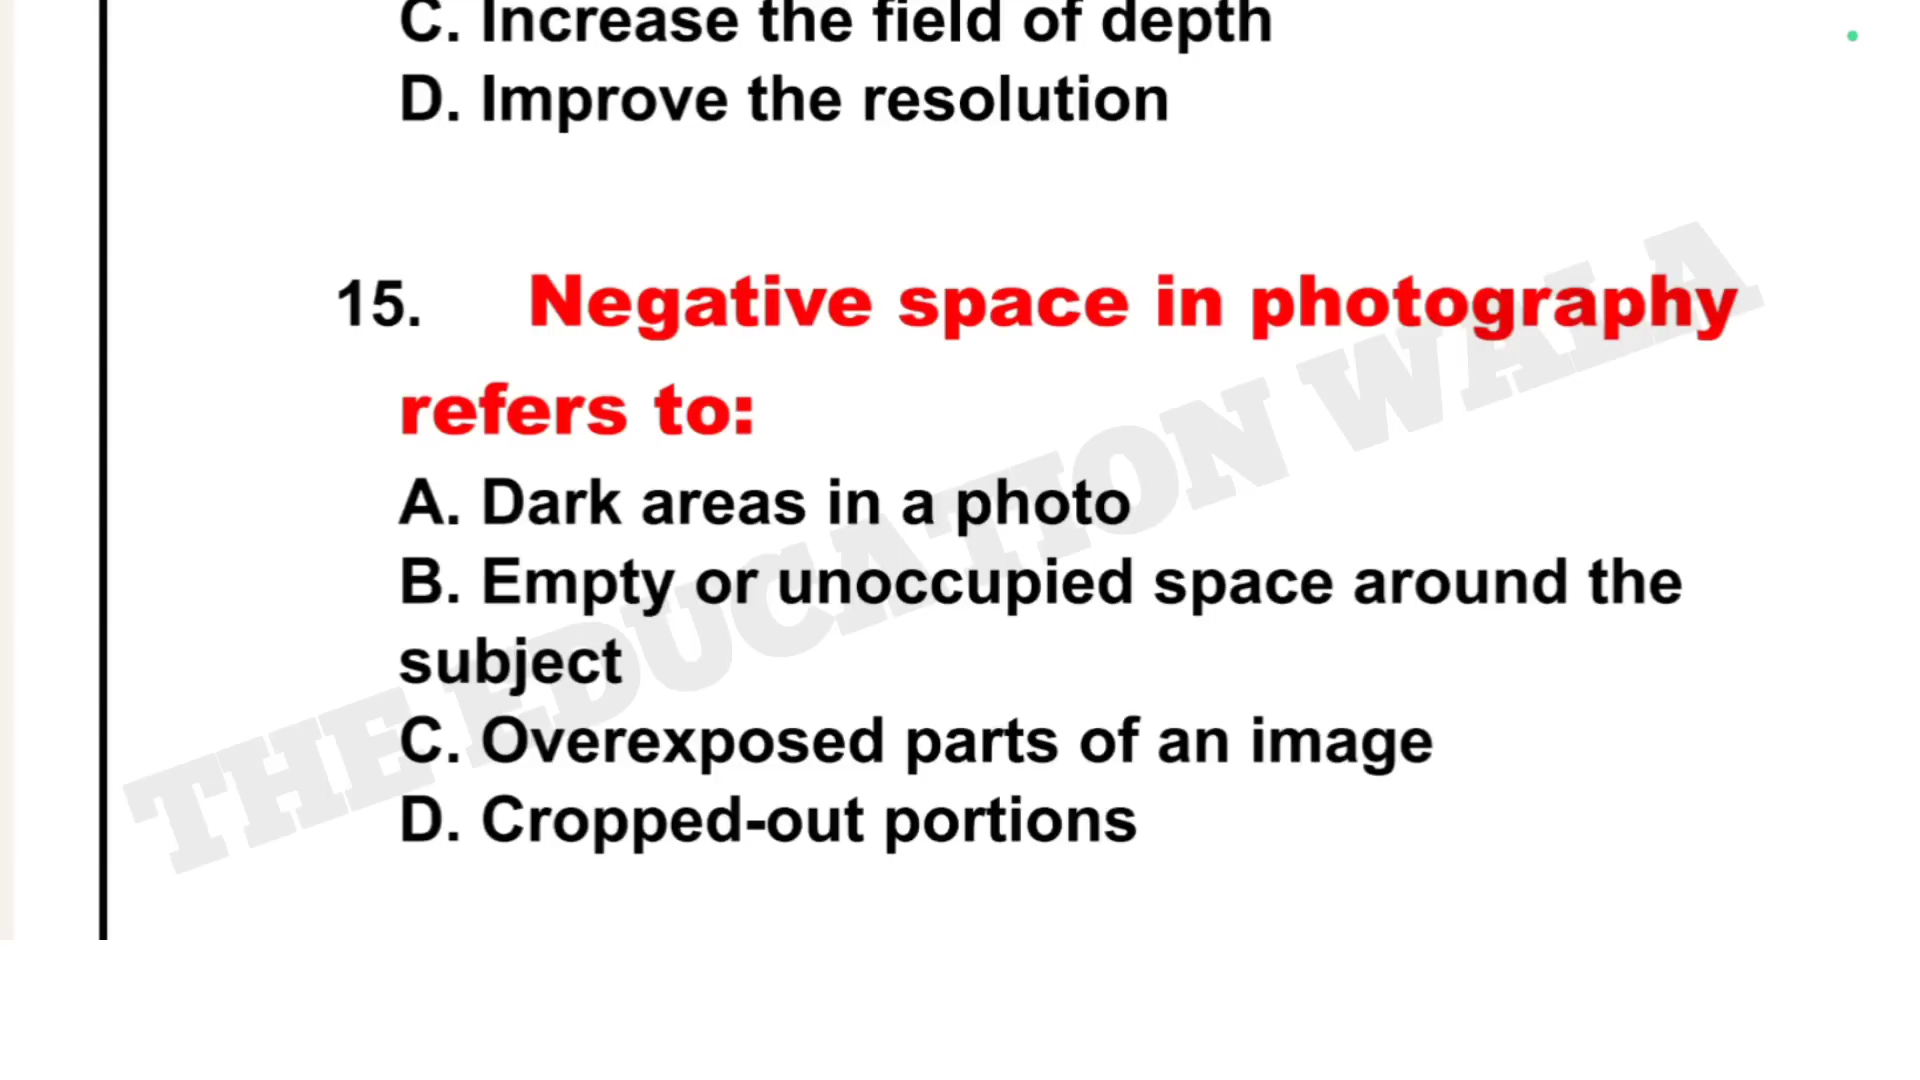 C. Increase the field of depth
D. Improve the resolution
15. Negative space in photography
refers to:
A. Dark areas in a photo
B. Empty or unoccupied space around the
subject
C. Overexposed parts of an image
D. Cropped-out portions
THE EDUCATION WALA